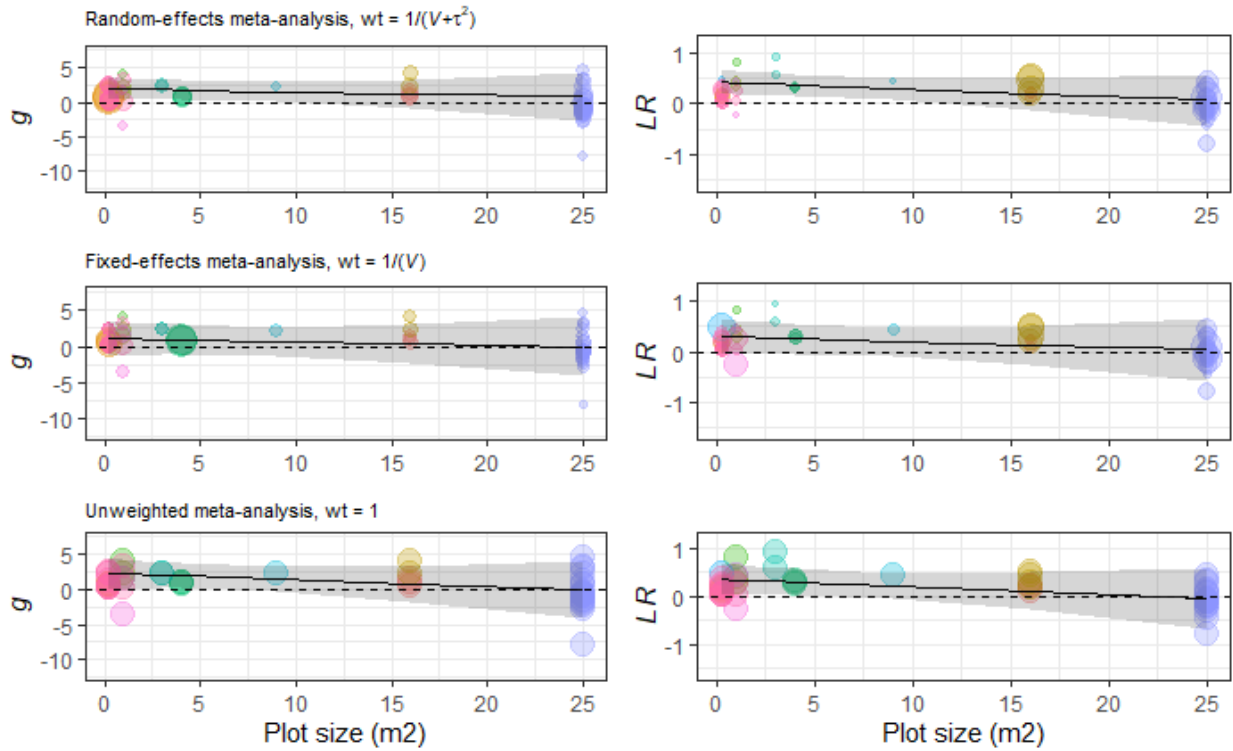 Random-effects meta-analysis, wt = 1/(V+τ²)
g
5
0
-5
-10
0 5 10 15 20 25
LR
1
0
-1
0 5 10 15 20 25
Fixed-effects meta-analysis, wt = 1/(V)
g
5
0
-5
-10
0 5 10 15 20 25
LR
1
0
-1
0 5 10 15 20 25
Unweighted meta-analysis, wt = 1
g
5
0
-5
-10
0 5 10 15 20 25
Plot size (m2)
LR
1
0
-1
0 5 10 15 20 25
Plot size (m2)